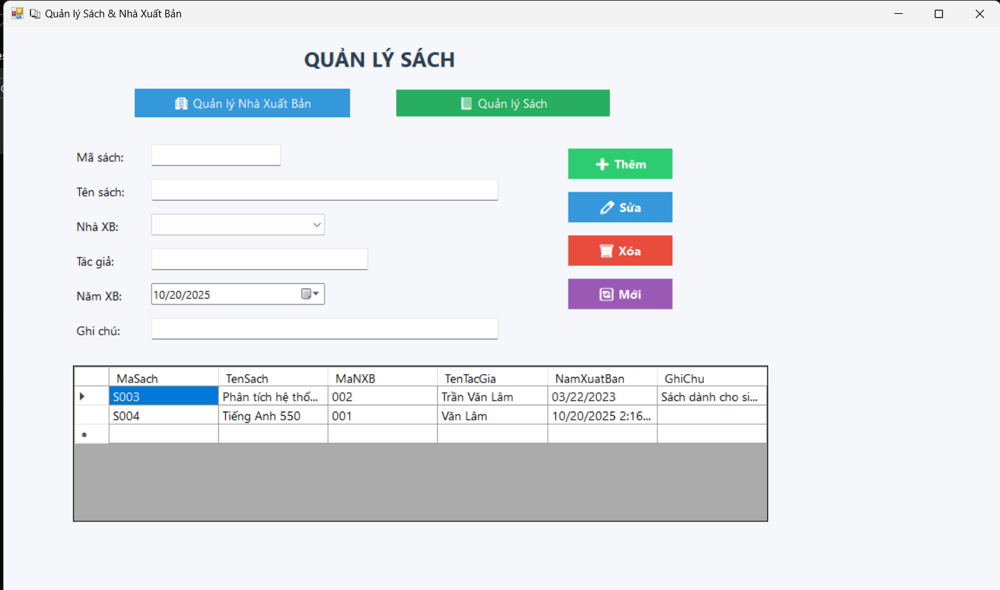 Quản lý Sách & Nhà Xuất Bản
QUẢN LÝ SÁCH
Quản lý Nhà Xuất Bản
Quản lý Sách
Mã sách:
Thêm
Tên sách:
Sửa
Nhà XB:
Tác giả:
Xóa
Năm XB: 10/20/2025
Mới
Ghi chú:
MaSach TenSach MaNXB TenTacGia NamXuatBan GhiChu
S003 Phân tích hệ thố... 002 Trần Văn Lâm 03/22/2023 Sách dành cho si...
S004 Tiếng Anh 550 001 Văn Lâm 10/20/2025 2:16...